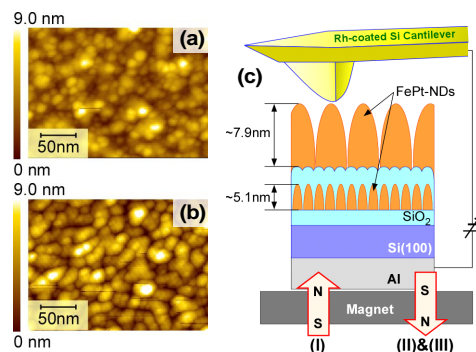 9.0 nm
(a)
50nm
0 nm
9.0 nm
(b)
50nm
0 nm
Rh-coated Si Cantilever
(c)
FePt-NDs
~7.9nm
~5.1nm
SiO2
Si(100)
Al
N
S
Magnet
S
N
(I)
(II)&(III)